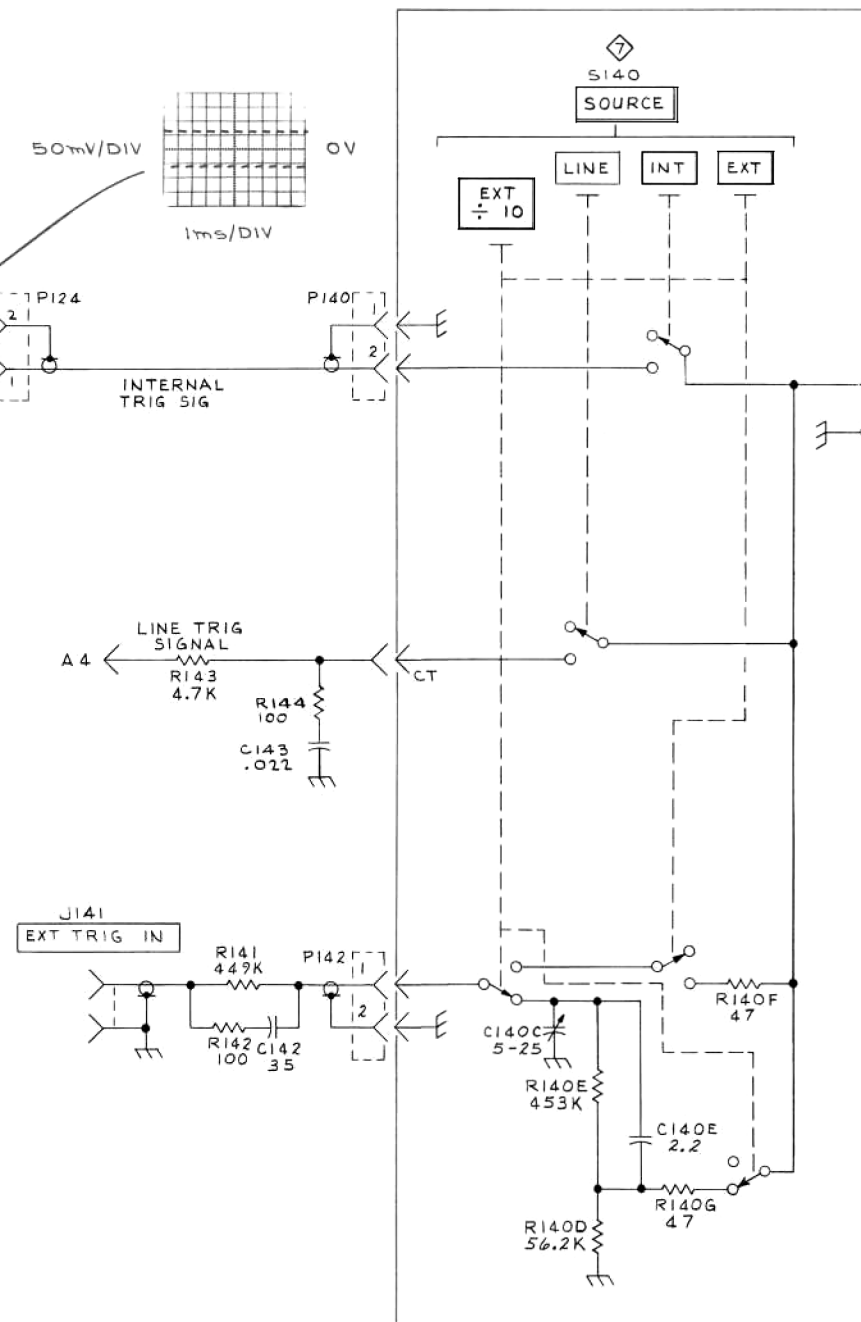 7
S140
SOURCE
50mV/DIV
0V
1ms/DIV
EXT
÷ 10
LINE
INT
EXT
P124
2
1
P140
1
2
INTERNAL
TRIG SIG
LINE TRIG
SIGNAL
A4
R143
4.7K
CT
R144
100
C143
.022
J141
EXT TRIG IN
R141
449K
P142
1
2
R142
100
C142
35
R140F
47
C140C
5-25
R140E
453K
C140E
2.2
R140G
47
R140D
56.2K